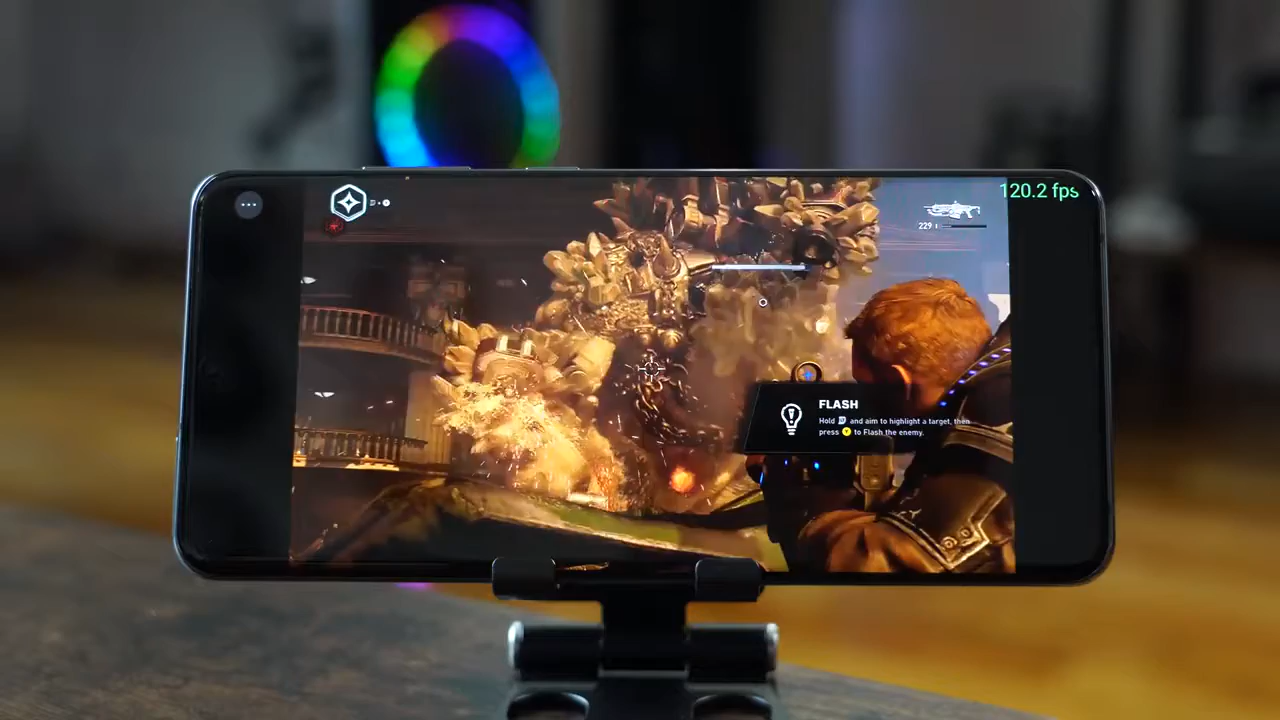 120.2 fps
229
FLASH
Hold and aim to highlight a target, then
press Y to Flash the enemy.